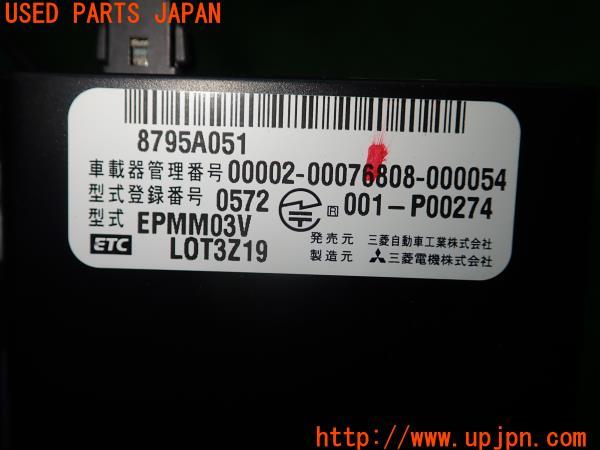 USED PARTS JAPAN
8795A051
車載器管理番号 00002-00076808-000054
型式登録番号 0572 R 001-P00274
型式 EPMM03V
ETC LOT3Z19
発売元 三菱自動車工業株式会社
製造元 三菱電機株式会社
https://www.upjpn.com/